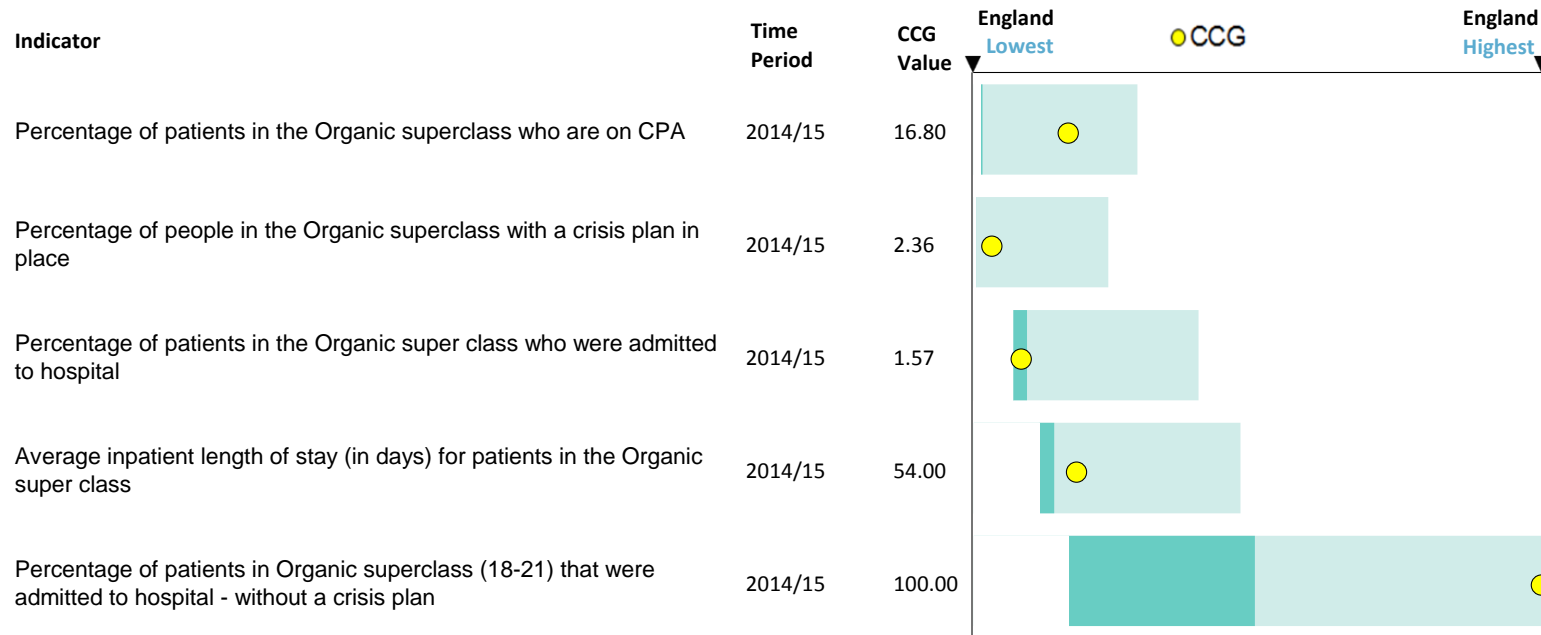 Indicator
Time Period
CCG Value
England Lowest
CCG
England Highest
Percentage of patients in the Organic superclass who are on CPA
2014/15
16.80
Percentage of people in the Organic superclass with a crisis plan in
place
2014/15
2.36
Percentage of patients in the Organic super class who were admitted
to hospital
2014/15
1.57
Average inpatient length of stay (in days) for patients in the Organic
super class
2014/15
54.00
Percentage of patients in Organic superclass (18-21) that were
admitted to hospital - without a crisis plan
2014/15
100.00